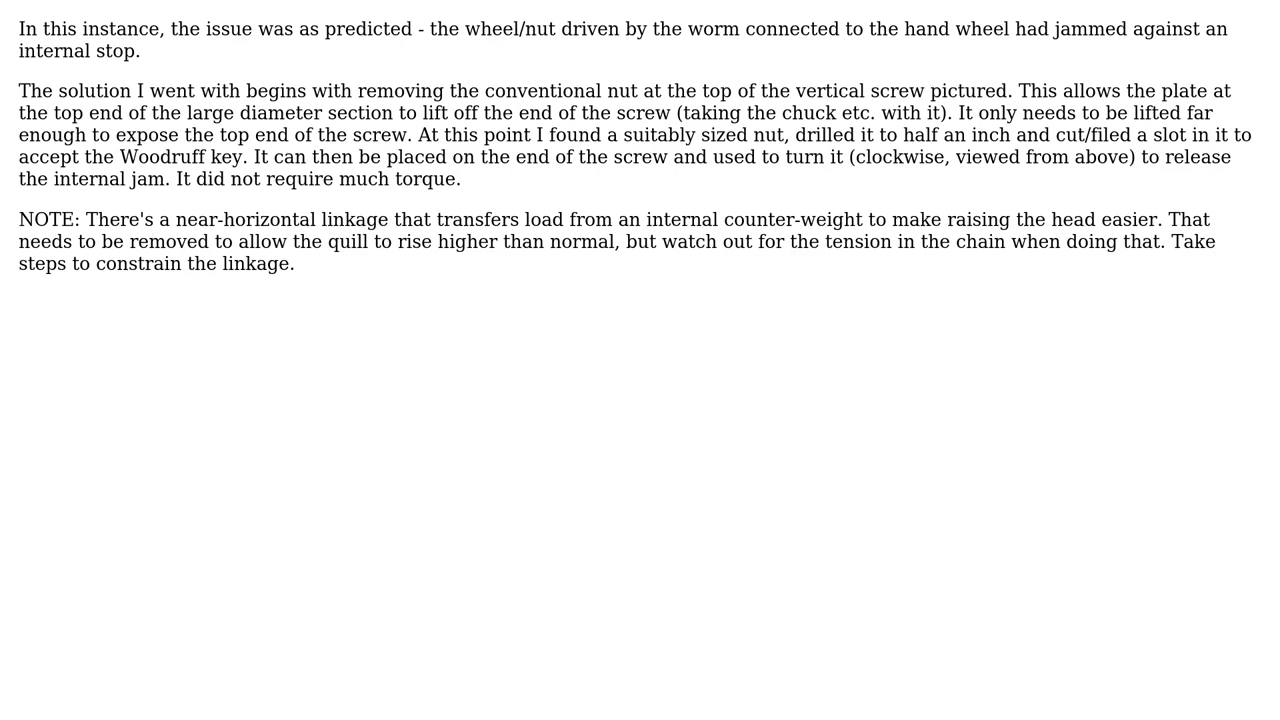 In this instance, the issue was as predicted - the wheel/nut driven by the worm connected to the hand wheel had jammed against an
internal stop.
The solution I went with begins with removing the conventional nut at the top of the vertical screw pictured. This allows the plate at
the top end of the large diameter section to lift off the end of the screw (taking the chuck etc. with it). It only needs to be lifted far
enough to expose the top end of the screw. At this point I found a suitably sized nut, drilled it to half an inch and cut/filed a slot in it to
accept the Woodruff key. It can then be placed on the end of the screw and used to turn it (clockwise, viewed from above) to release
the internal jam. It did not require much torque.
NOTE: There's a near-horizontal linkage that transfers load from an internal counter-weight to make raising the head easier. That
needs to be removed to allow the quill to rise higher than normal, but watch out for the tension in the chain when doing that. Take
steps to constrain the linkage.